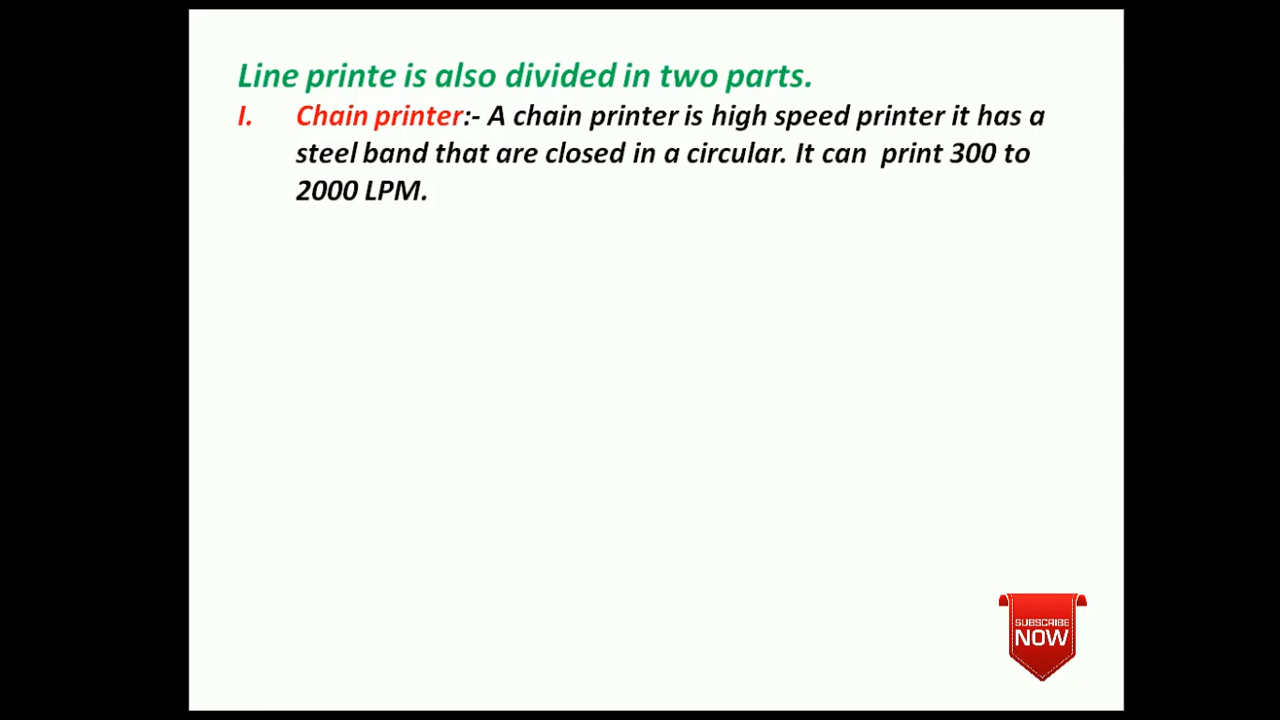 Line printe is also divided in two parts.
I. Chain printer:- A chain printer is high speed printer it has a
steel band that are closed in a circular. It can print 300 to
2000 LPM.
SUBSCRIBE
NOW